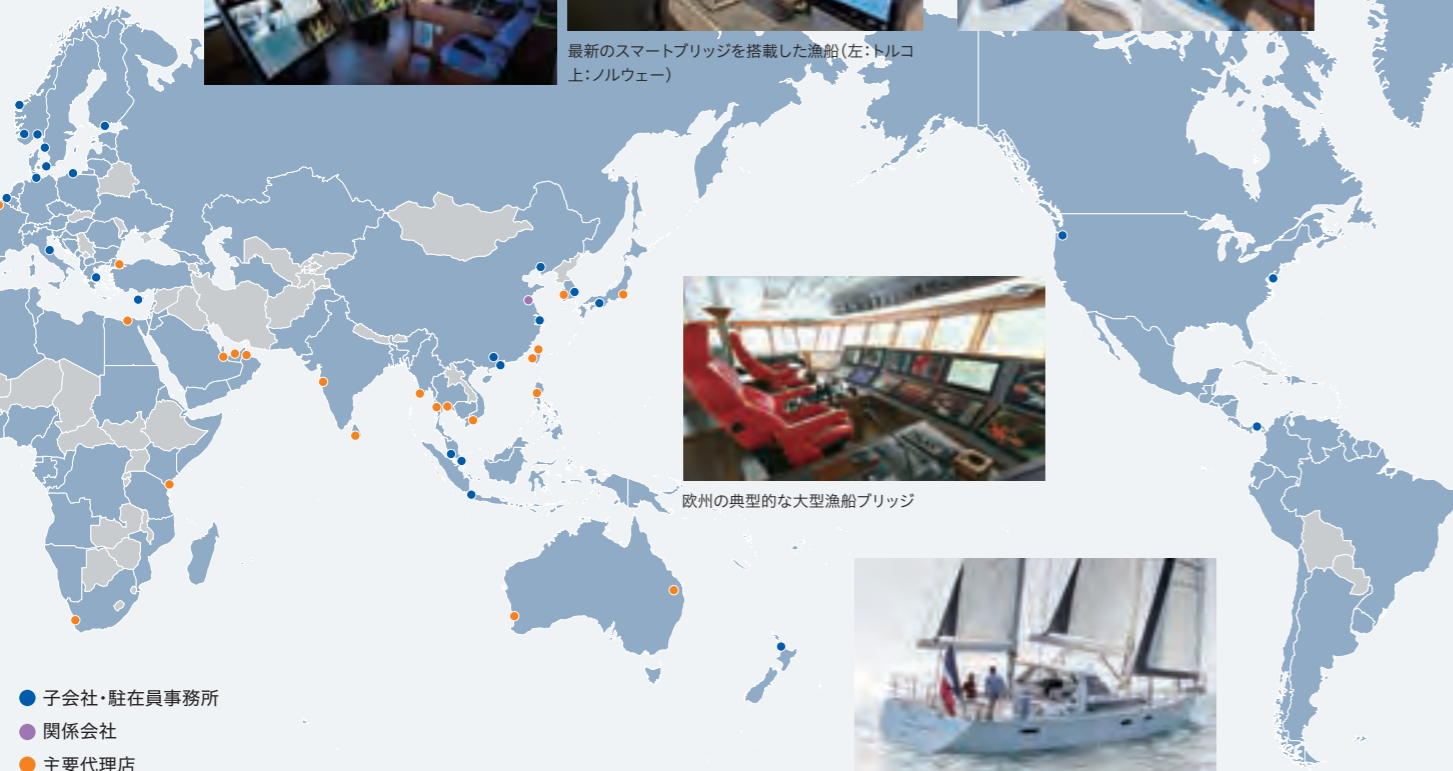 最新のスマートブリッジを搭載した漁船（左：トルコ
上：ノルウェー）
欧州の典型的な大型漁船ブリッジ
子会社・駐在員事務所
関係会社
主要代理店